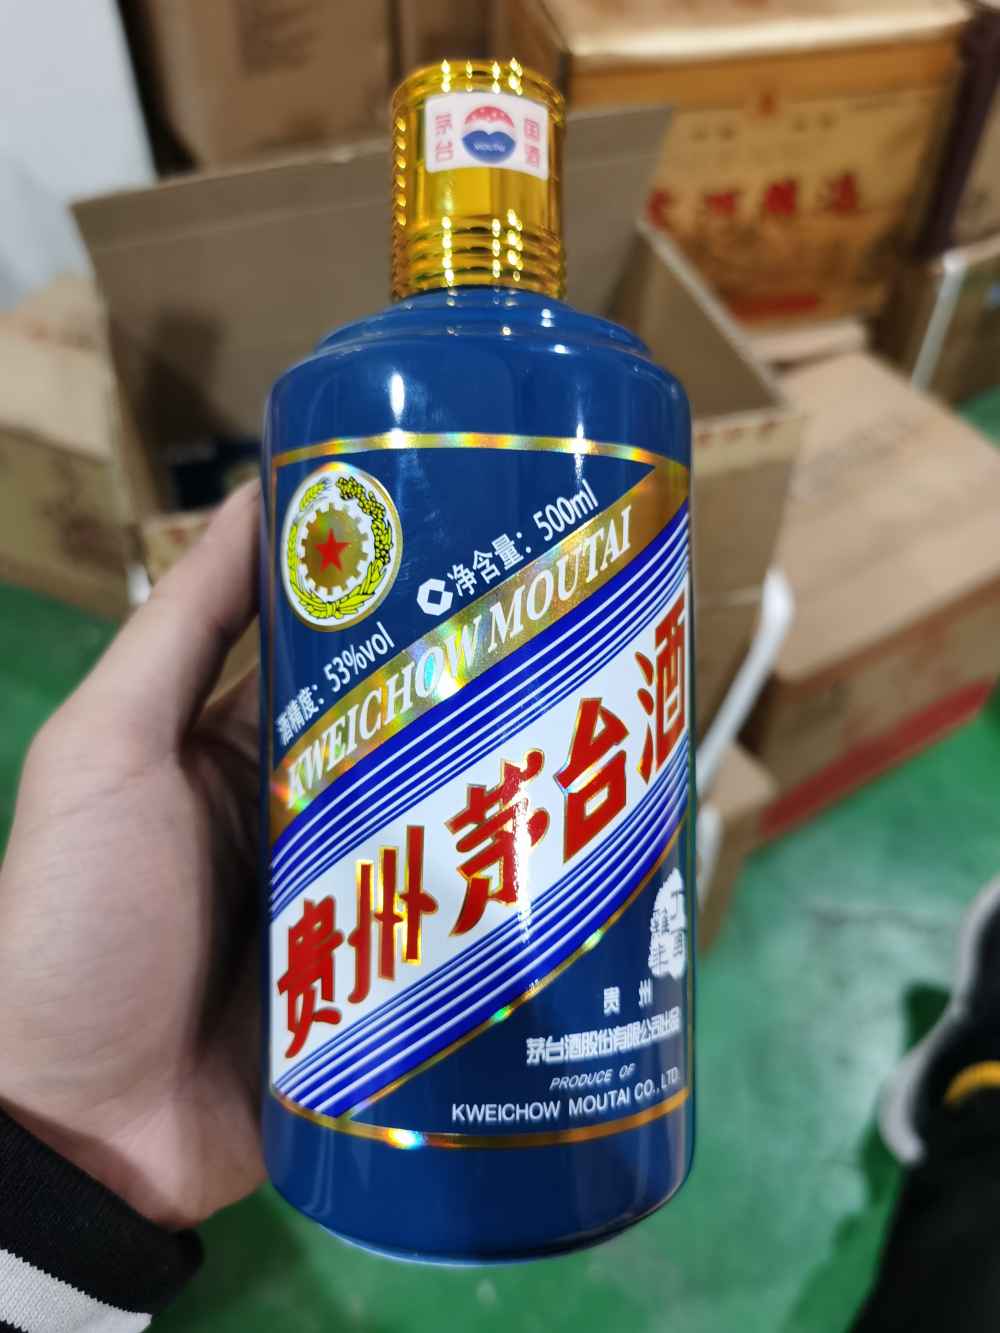 国酒
茅台
MOUTAI
净含量：500ml
酒精度：53%vol
KWEICHOW MOUTAI
贵州茅台酒
贵州
茅台酒股份有限公司出品
PRODUCE OF
KWEICHOW MOUTAI CO., LTD.